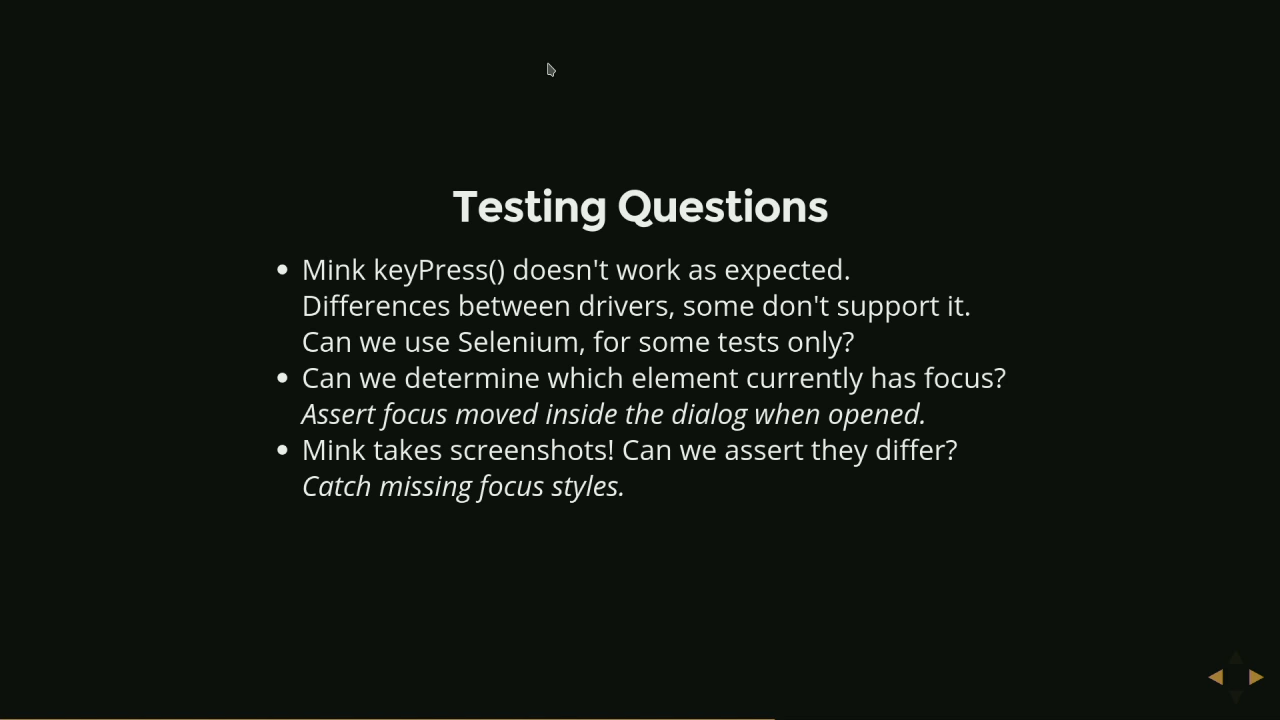 Testing Questions
Mink keyPress() doesn't work as expected.
Differences between drivers, some don't support it.
Can we use Selenium, for some tests only?
Can we determine which element currently has focus?
Assert focus moved inside the dialog when opened.
Mink takes screenshots! Can we assert they differ?
Catch missing focus styles.